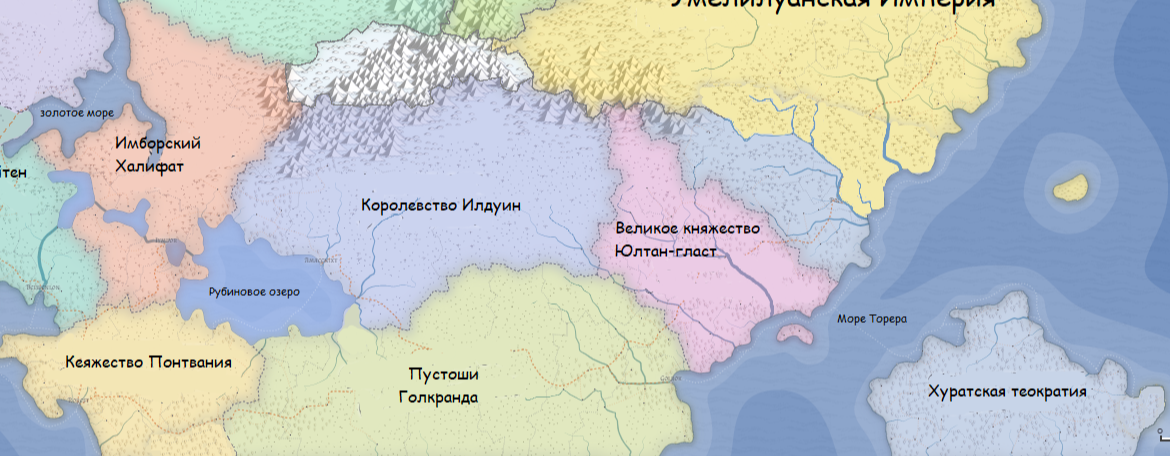 Умелилуанская Империя
золотое море
Имборский
Халифат
йтен
Королевство Илдуин
Великое княжество
Юлтан-гласт
Рубиновое озеро
Море Торера
Кеяжество Понтвания
Пустоши
Голкранда
Хуратская теократия